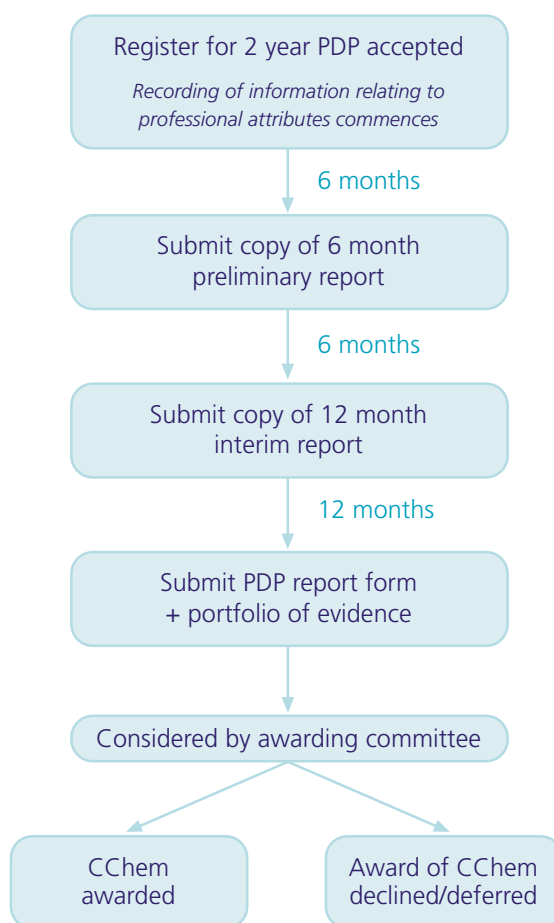 Register for 2 year PDP accepted
Recording of information relating to
professional attributes commences
6 months
Submit copy of 6 month
preliminary report
6 months
Submit copy of 12 month
interim report
12 months
Submit PDP report form
+ portfolio of evidence
Considered by awarding committee
CChem
awarded
Award of CChem
declined/deferred